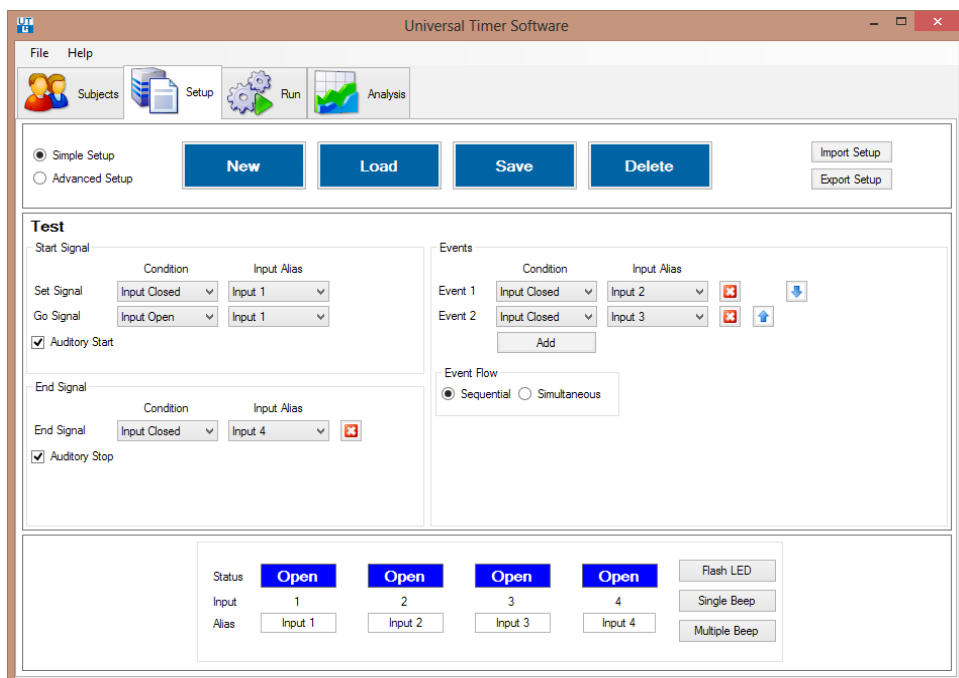 UT
G
Universal Timer Software
File Help
Subjects Setup Run Analysis
Simple Setup
Advanced Setup
New Load Save Delete
Import Setup
Export Setup
Test
Start Signal
Condition Input Alias
Set Signal Input Closed Input 1
Go Signal Input Open Input 1
Auditory Start
End Signal
Condition Input Alias
End Signal Input Closed Input 4
Auditory Stop
Events
Condition Input Alias
Event 1 Input Closed Input 2
Event 2 Input Closed Input 3
Add
Event Flow
Sequential Simultaneous
Status Open Open Open Open
Input 1 2 3 4
Alias Input 1 Input 2 Input 3 Input 4
Flash LED
Single Beep
Multiple Beep